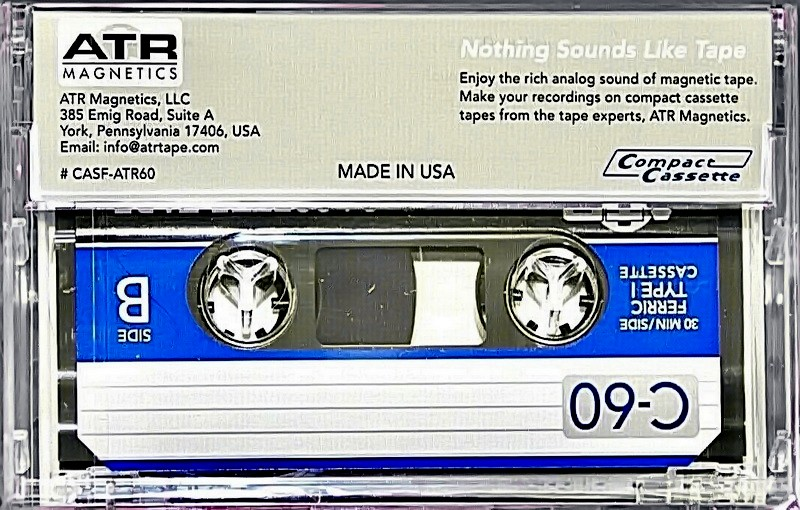 ATR
MAGNETICS
ATR Magnetics, LLC
385 Emig Road, Suite A
York, Pennsylvania 17406, USA
Email: info@atrtape.com
# CASF-ATR60
MADE IN USA
Nothing Sounds Like Tape
Enjoy the rich analog sound of magnetic tape.
Make your recordings on compact cassette
tapes from the tape experts, ATR Magnetics.
Compact
Cassette
C-60
SIDE
B
30 MIN/SIDE
FERRIC
TYPE I
CASSETTE